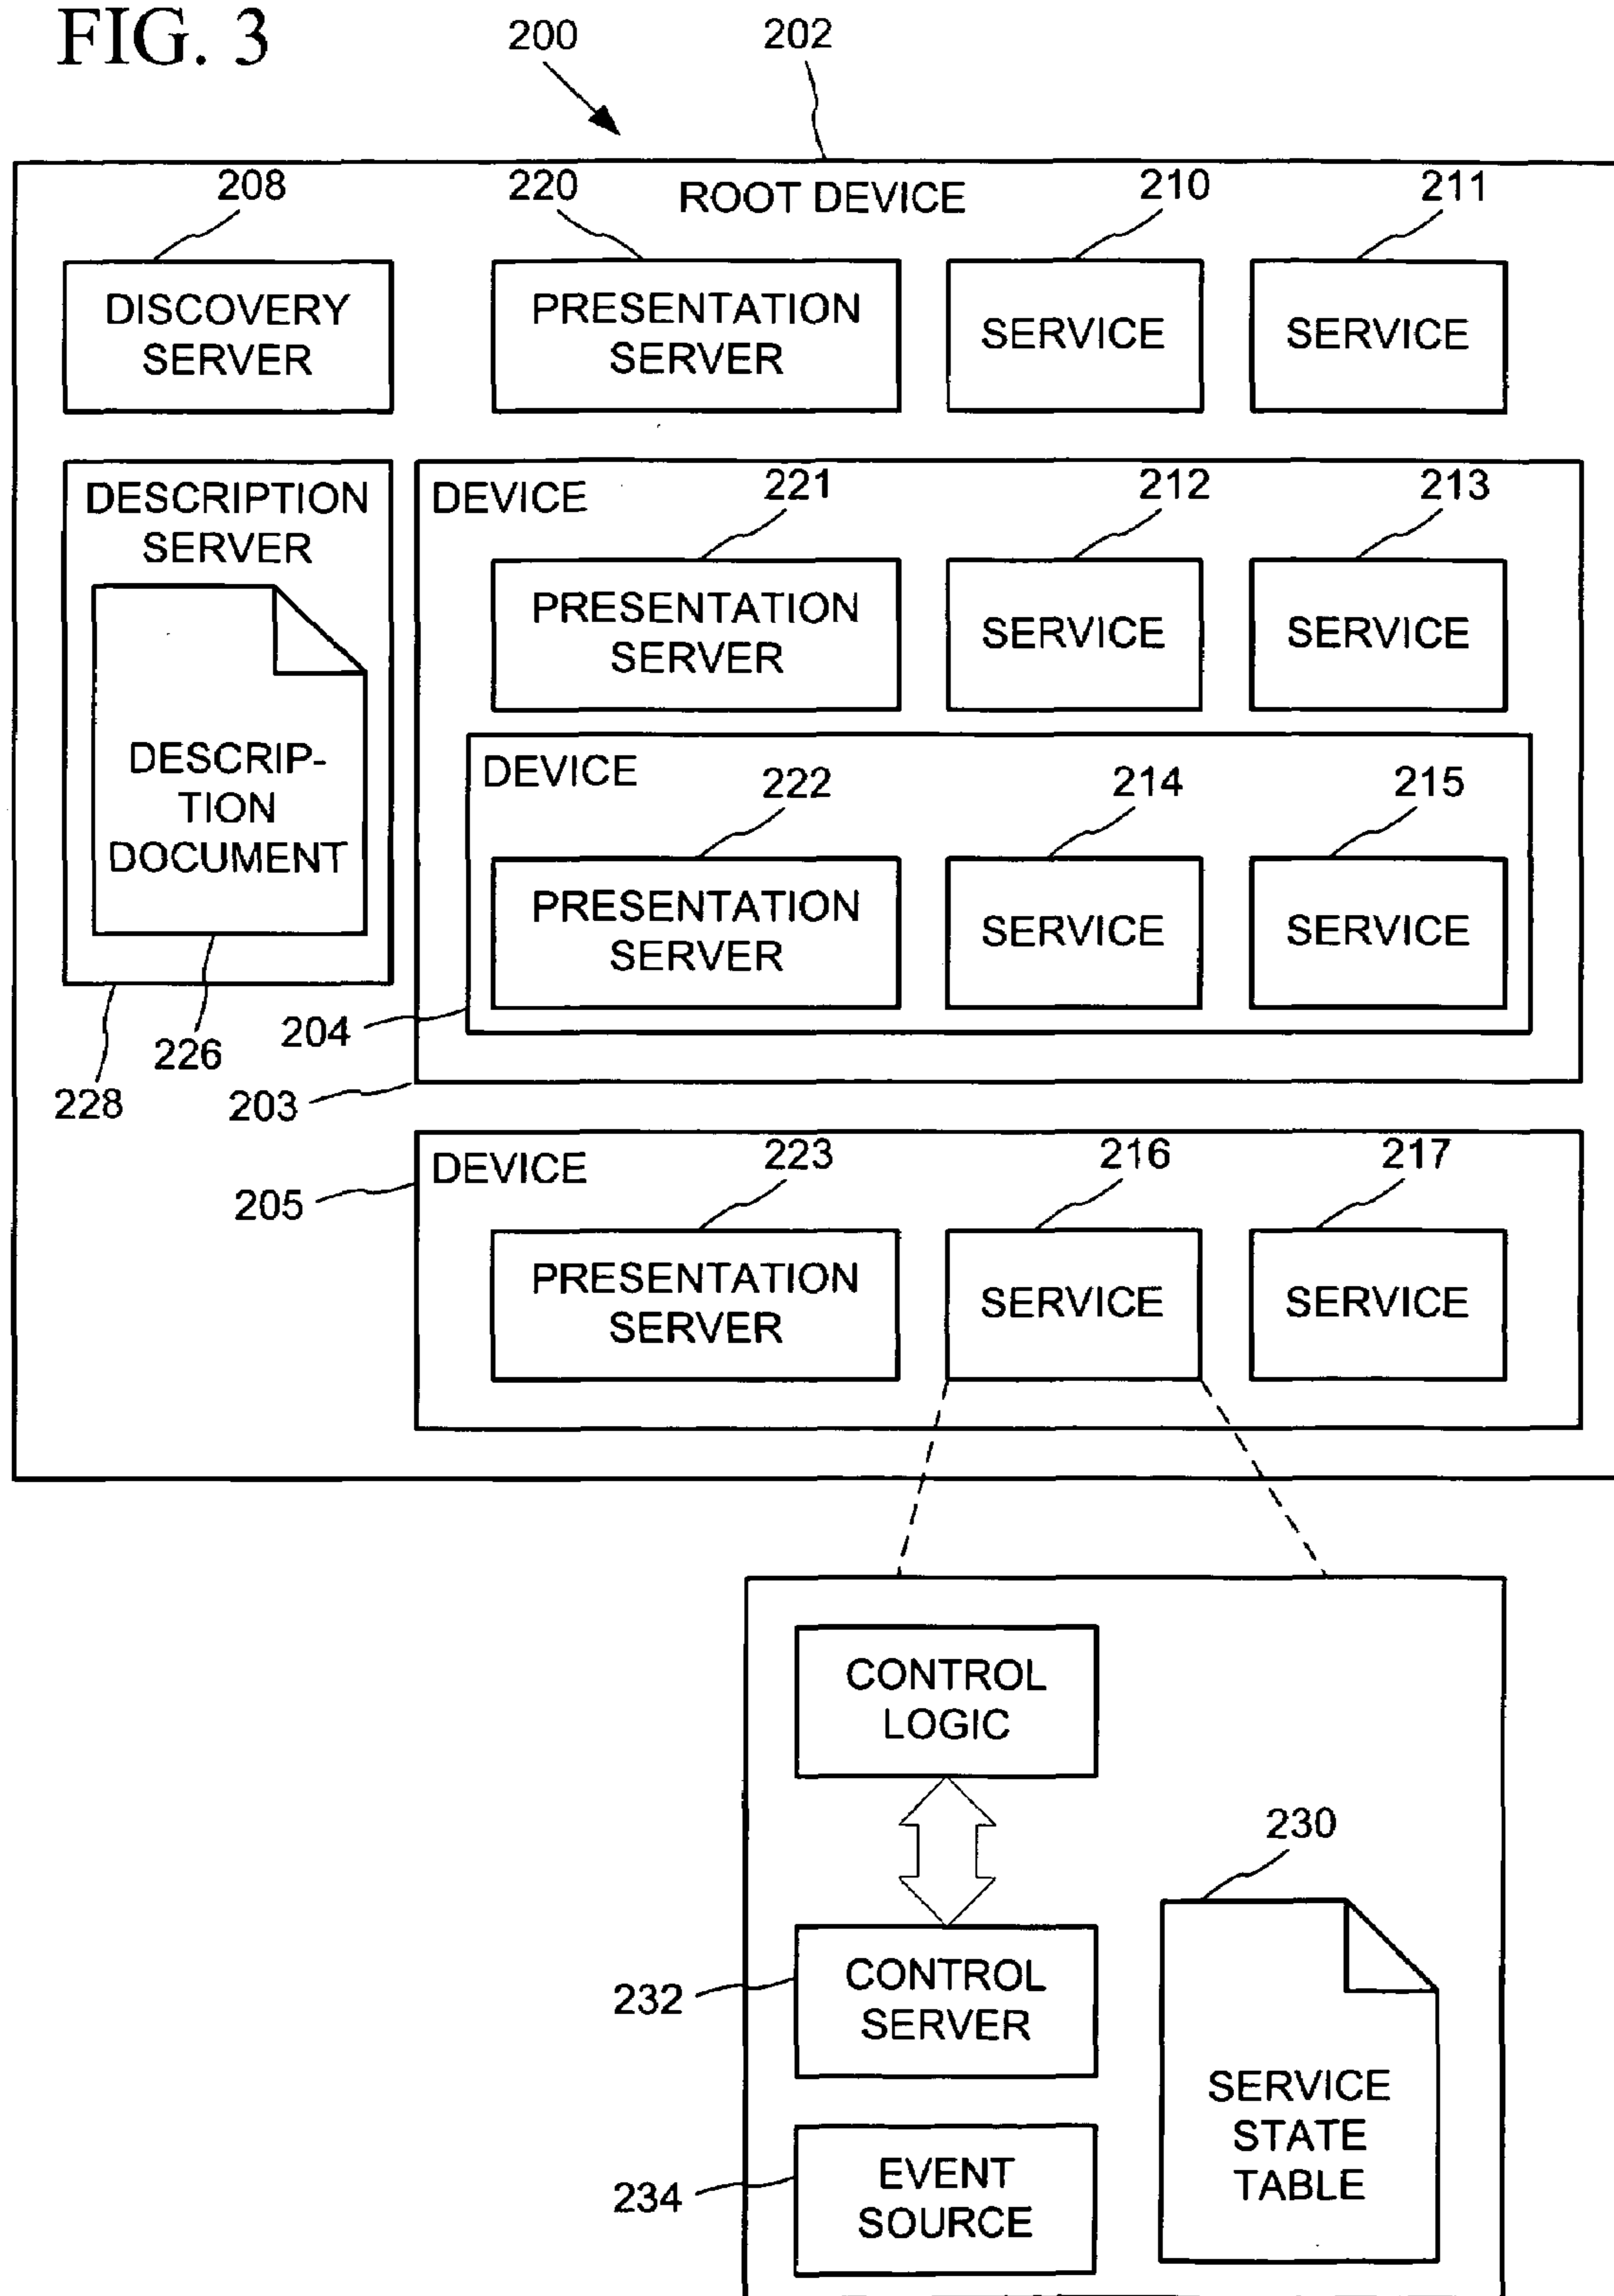 FIG. 3
200
202
208
220
ROOT DEVICE
210
211
DISCOVERY
SERVER
PRESENTATION
SERVER
SERVICE
SERVICE
DESCRIPTION
SERVER
DESCRIP-
TION
DOCUMENT
226
228
DEVICE
221
212
213
PRESENTATION
SERVER
SERVICE
SERVICE
DEVICE
222
214
215
PRESENTATION
SERVER
SERVICE
SERVICE
204
203
DEVICE
223
216
217
205
PRESENTATION
SERVER
SERVICE
SERVICE
CONTROL
LOGIC
230
232
CONTROL
SERVER
SERVICE
STATE
TABLE
234
EVENT
SOURCE